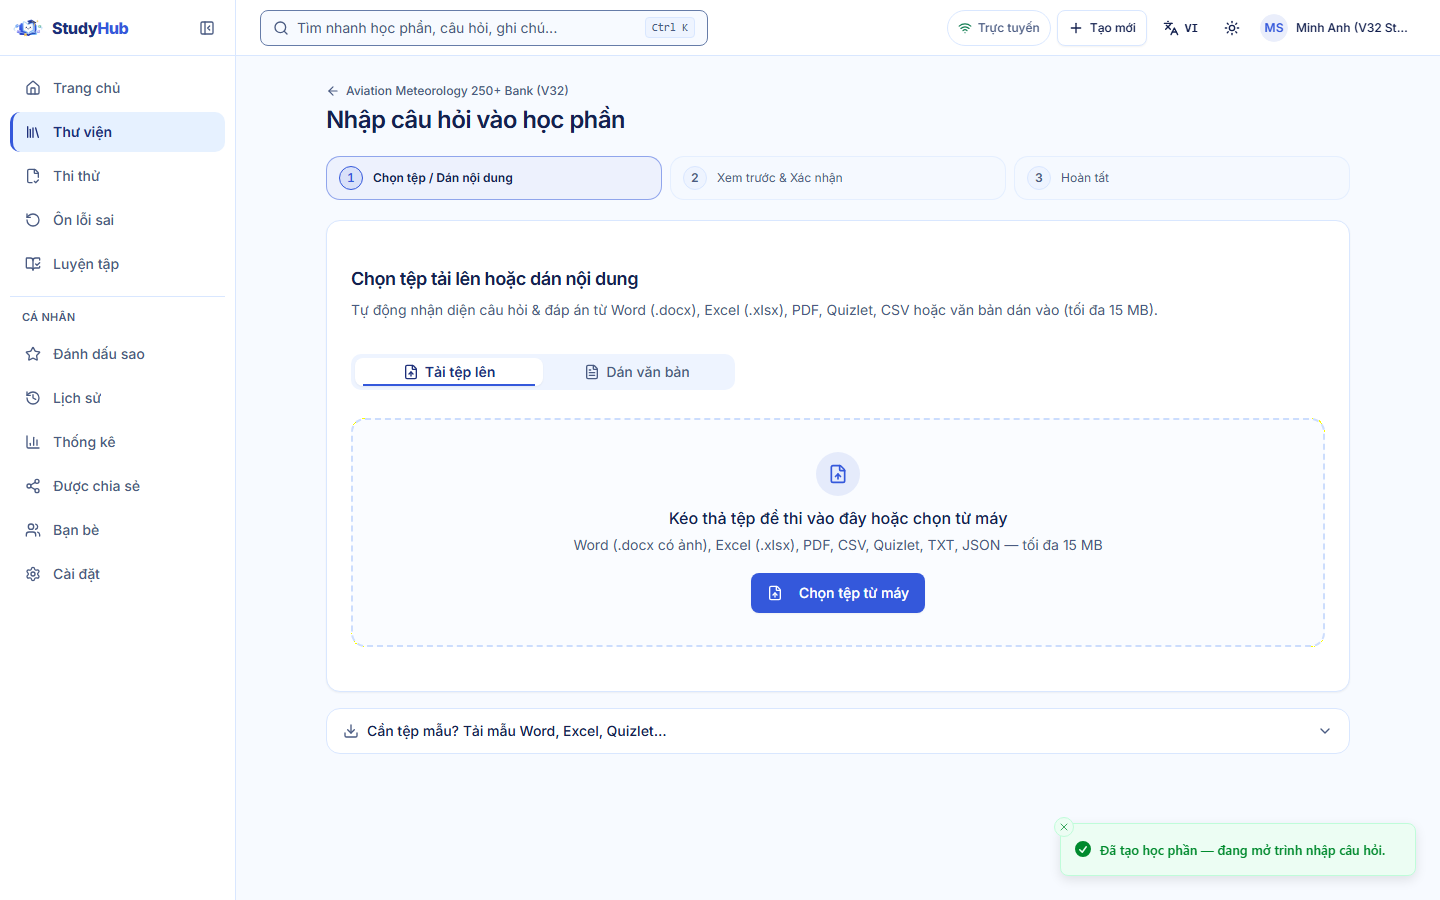 StudyHub
Tìm nhanh học phần, câu hỏi, ghi chú...
Ctrl K
Trực tuyến
Tạo mới
VI
MS
Minh Anh (V32 St...
Trang chủ
Thư viện
Thi thử
Ôn lỗi sai
Luyện tập
CÁ NHÂN
Đánh dấu sao
Lịch sử
Thống kê
Được chia sẻ
Bạn bè
Cài đặt
Aviation Meteorology 250+ Bank (V32)
Nhập câu hỏi vào học phần
1 Chọn tệp / Dán nội dung
2 Xem trước & Xác nhận
3 Hoàn tất
Chọn tệp tải lên hoặc dán nội dung
Tự động nhận diện câu hỏi & đáp án từ Word (.docx), Excel (.xlsx), PDF, Quizlet, CSV hoặc văn bản dán vào (tối đa 15 MB).
Tải tệp lên
Dán văn bản
Kéo thả tệp đề thi vào đây hoặc chọn từ máy
Word (.docx có ảnh), Excel (.xlsx), PDF, CSV, Quizlet, TXT, JSON — tối đa 15 MB
Chọn tệp từ máy
Cần tệp mẫu? Tải mẫu Word, Excel, Quizlet...
Đã tạo học phần — đang mở trình nhập câu hỏi.